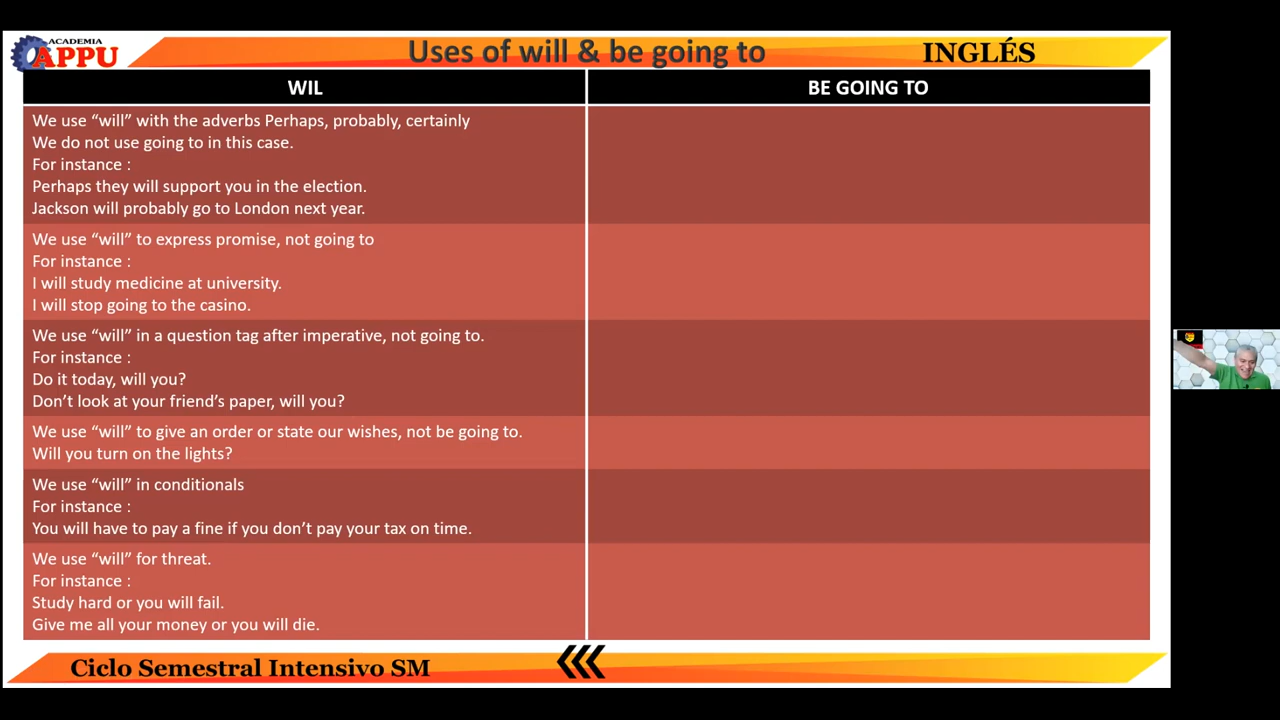 ACADEMIA
APPU
Uses of will & be going to
INGLÉS
WIL
BE GOING TO
We use “will” with the adverbs Perhaps, probably, certainly
We do not use going to in this case.
For instance :
Perhaps they will support you in the election.
Jackson will probably go to London next year.
We use “will” to express promise, not going to
For instance :
I will study medicine at university.
I will stop going to the casino.
We use “will” in a question tag after imperative, not going to.
For instance :
Do it today, will you?
Don’t look at your friend’s paper, will you?
We use “will” to give an order or state our wishes, not be going to.
Will you turn on the lights?
We use “will” in conditionals
For instance :
You will have to pay a fine if you don’t pay your tax on time.
We use “will” for threat.
For instance :
Study hard or you will fail.
Give me all your money or you will die.
Ciclo Semestral Intensivo SM